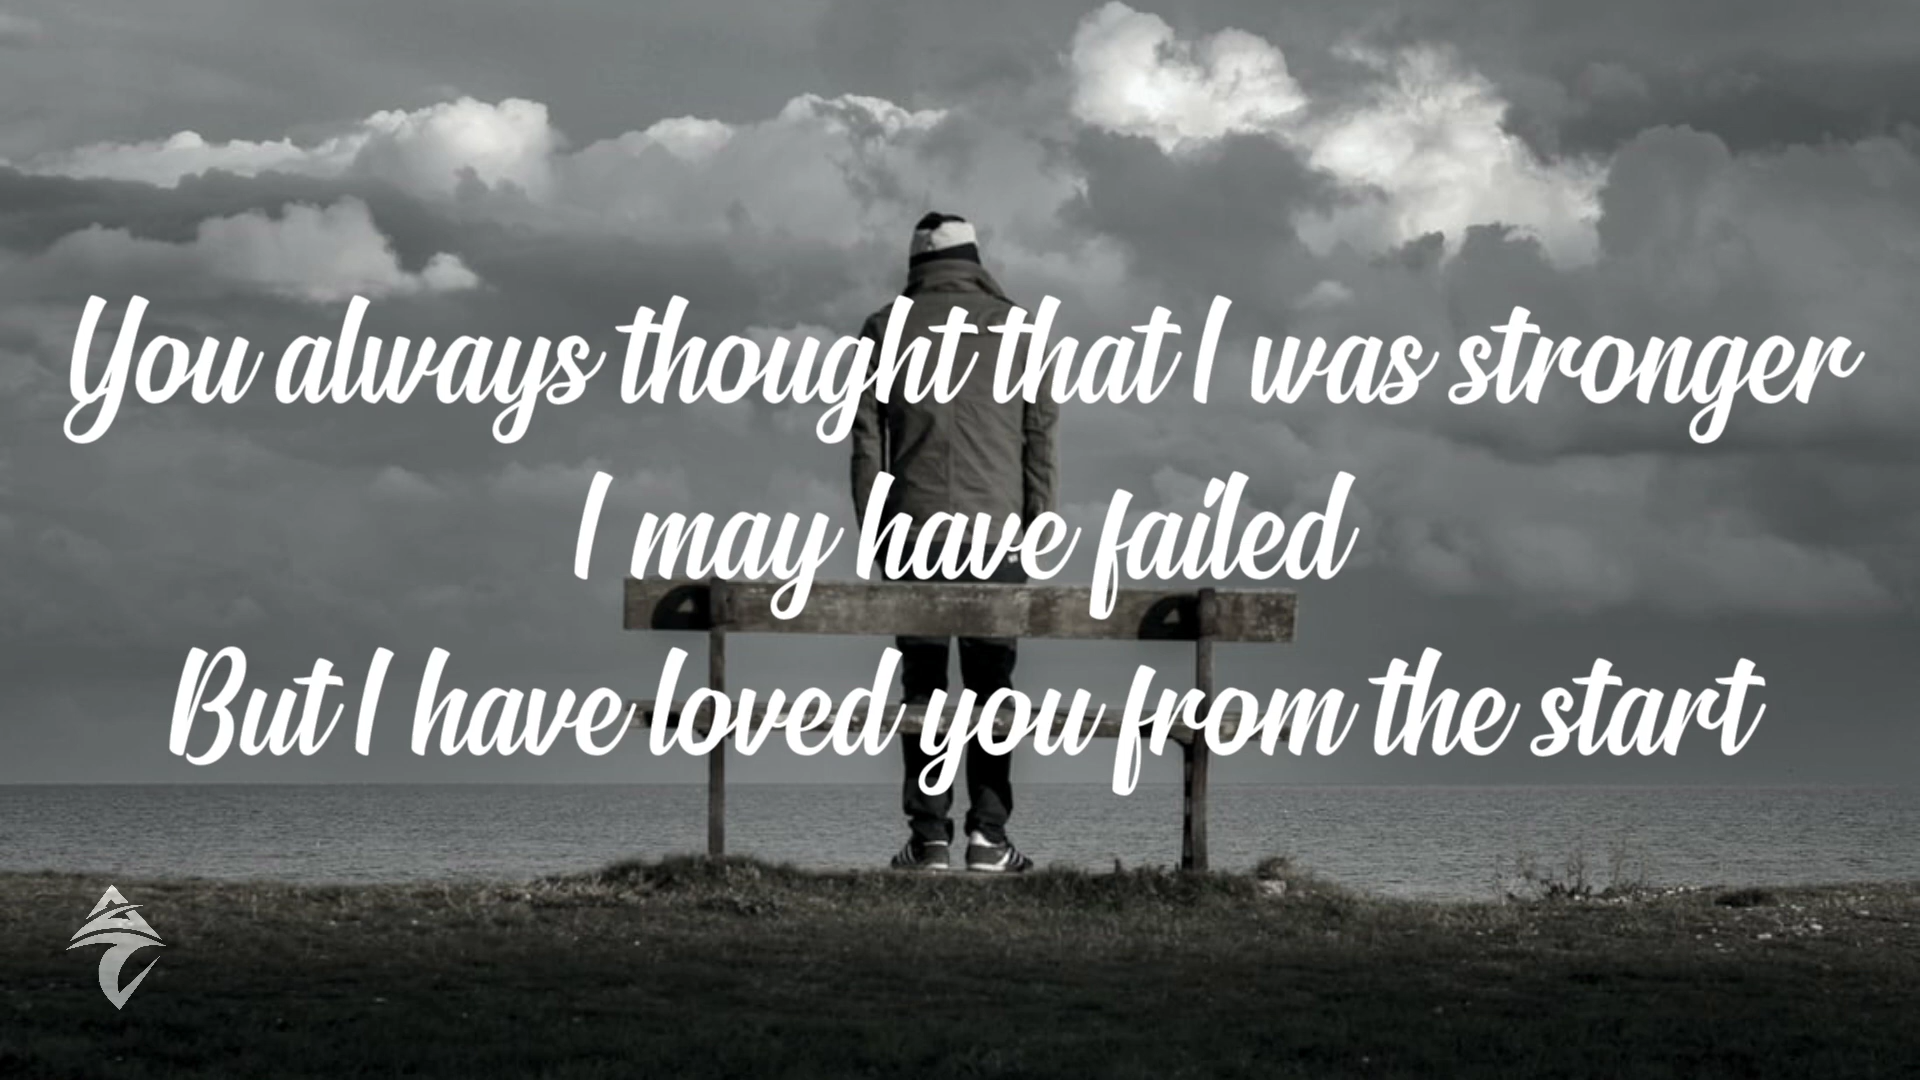 You always thought that I was stronger
I may have failed
But I have loved you from the start